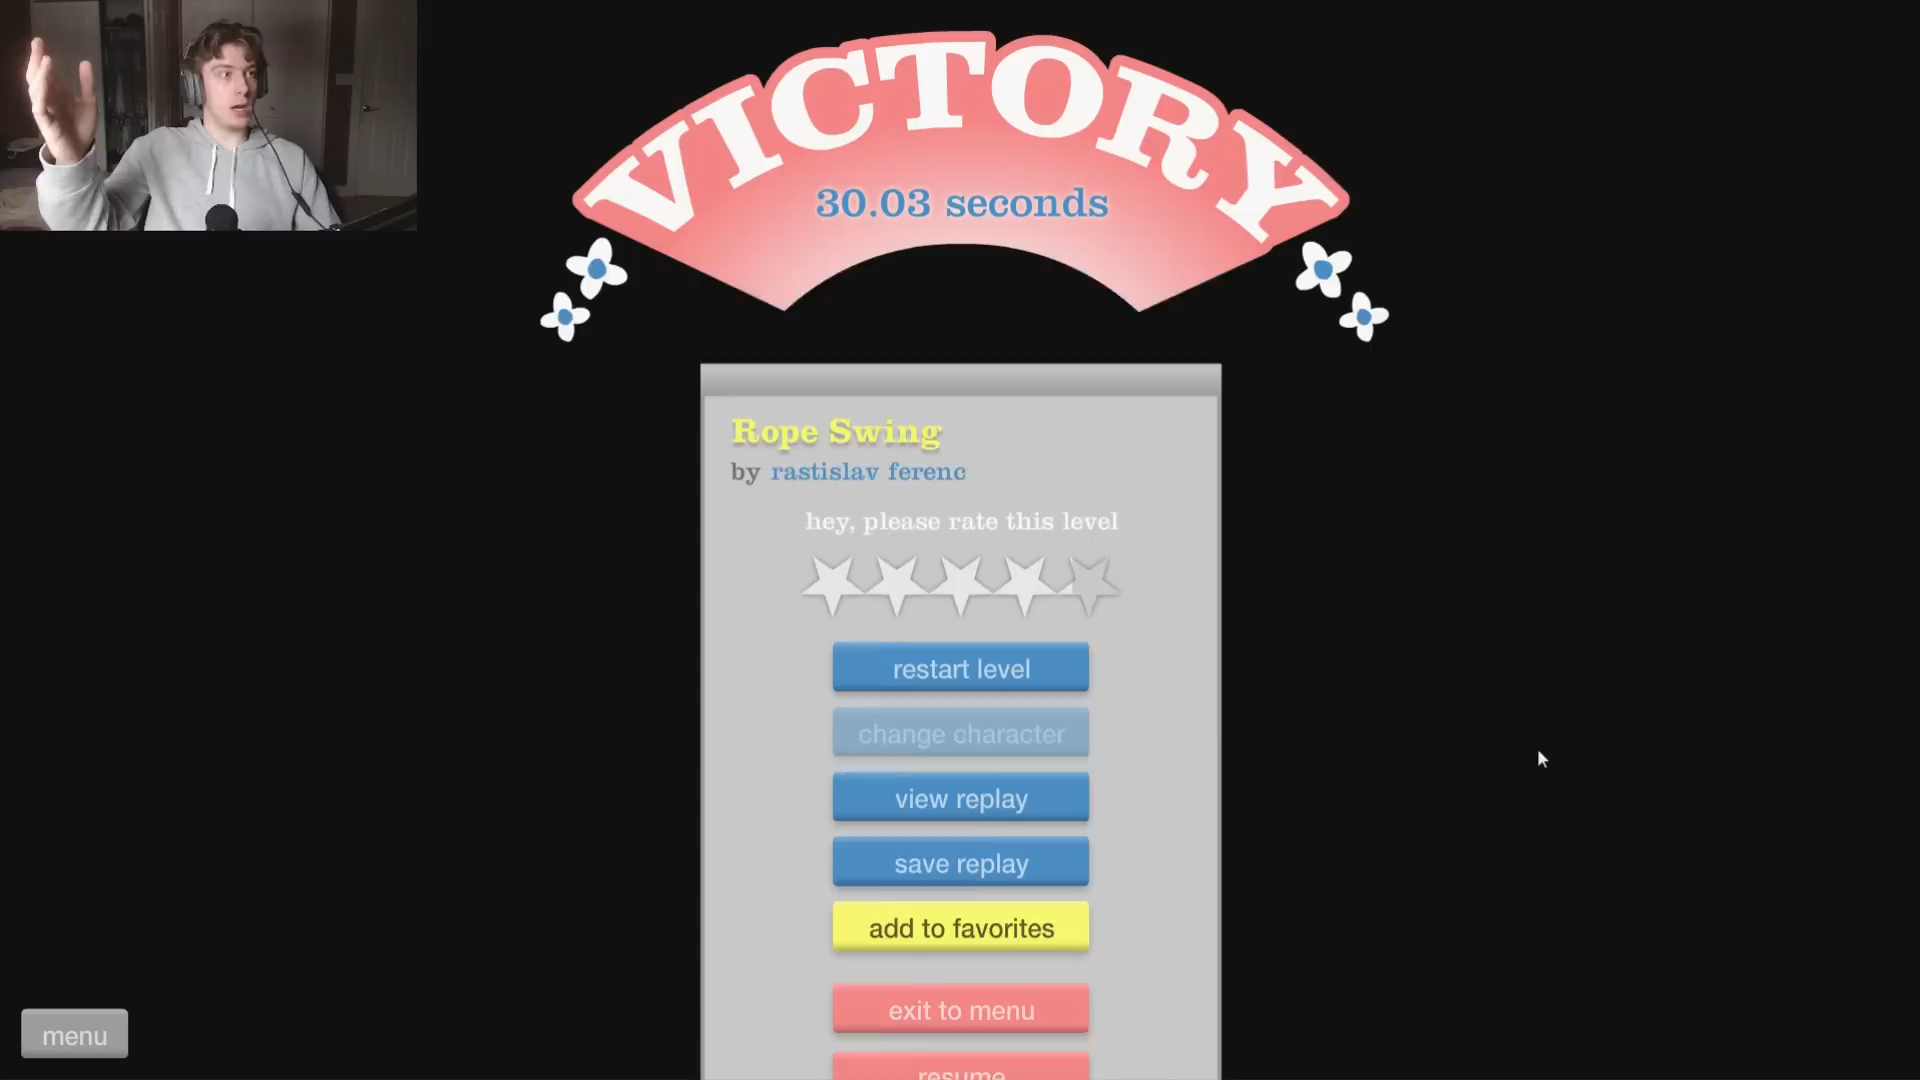 VICTORY
30.03 seconds
Rope Swing
by rastislav ferenc
hey, please rate this level
restart level
change character
view replay
save replay
add to favorites
exit to menu
resume
menu